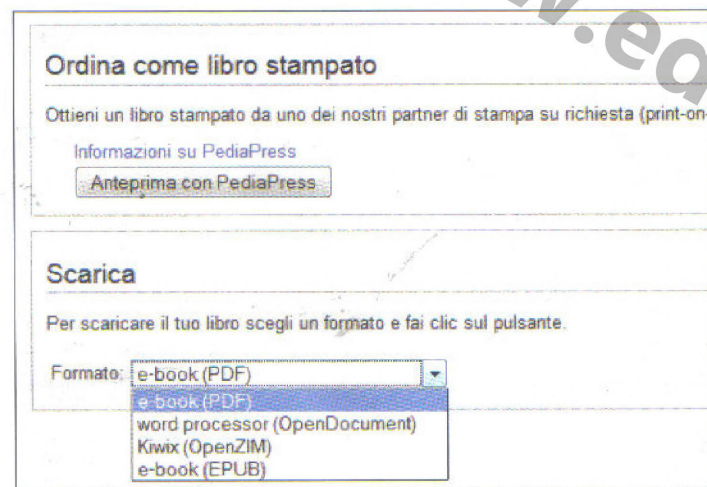 Ordina come libro stampato
Ottieni un libro stampato da uno dei nostri partner di stampa su richiesta (print-on-
Informazioni su PediaPress
Anteprima con PediaPress
Scarica
Per scaricare il tuo libro scegli un formato e fai clic sul pulsante.
Formato: e-book (PDF)
e-book (PDF)
word processor (OpenDocument)
Kiwix (OpenZIM)
e-book (EPUB)
w.ed